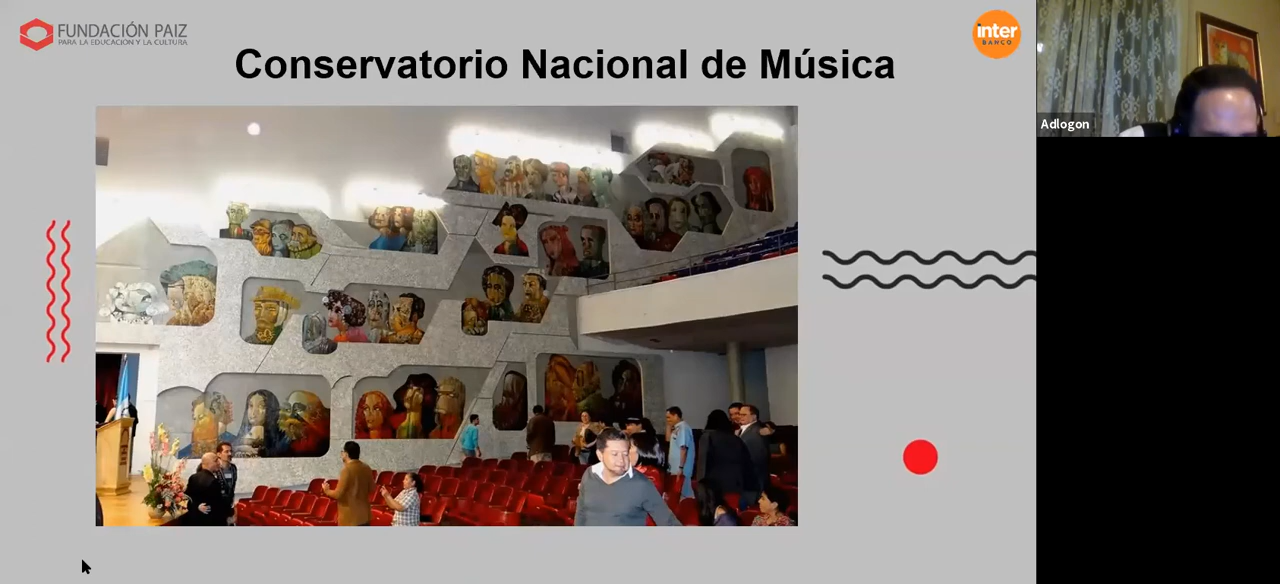 FUNDACIÓN PAIZ
PARA LA EDUCACIÓN Y LA CULTURA
inter
BANCO
Conservatorio Nacional de Música
Adlogon